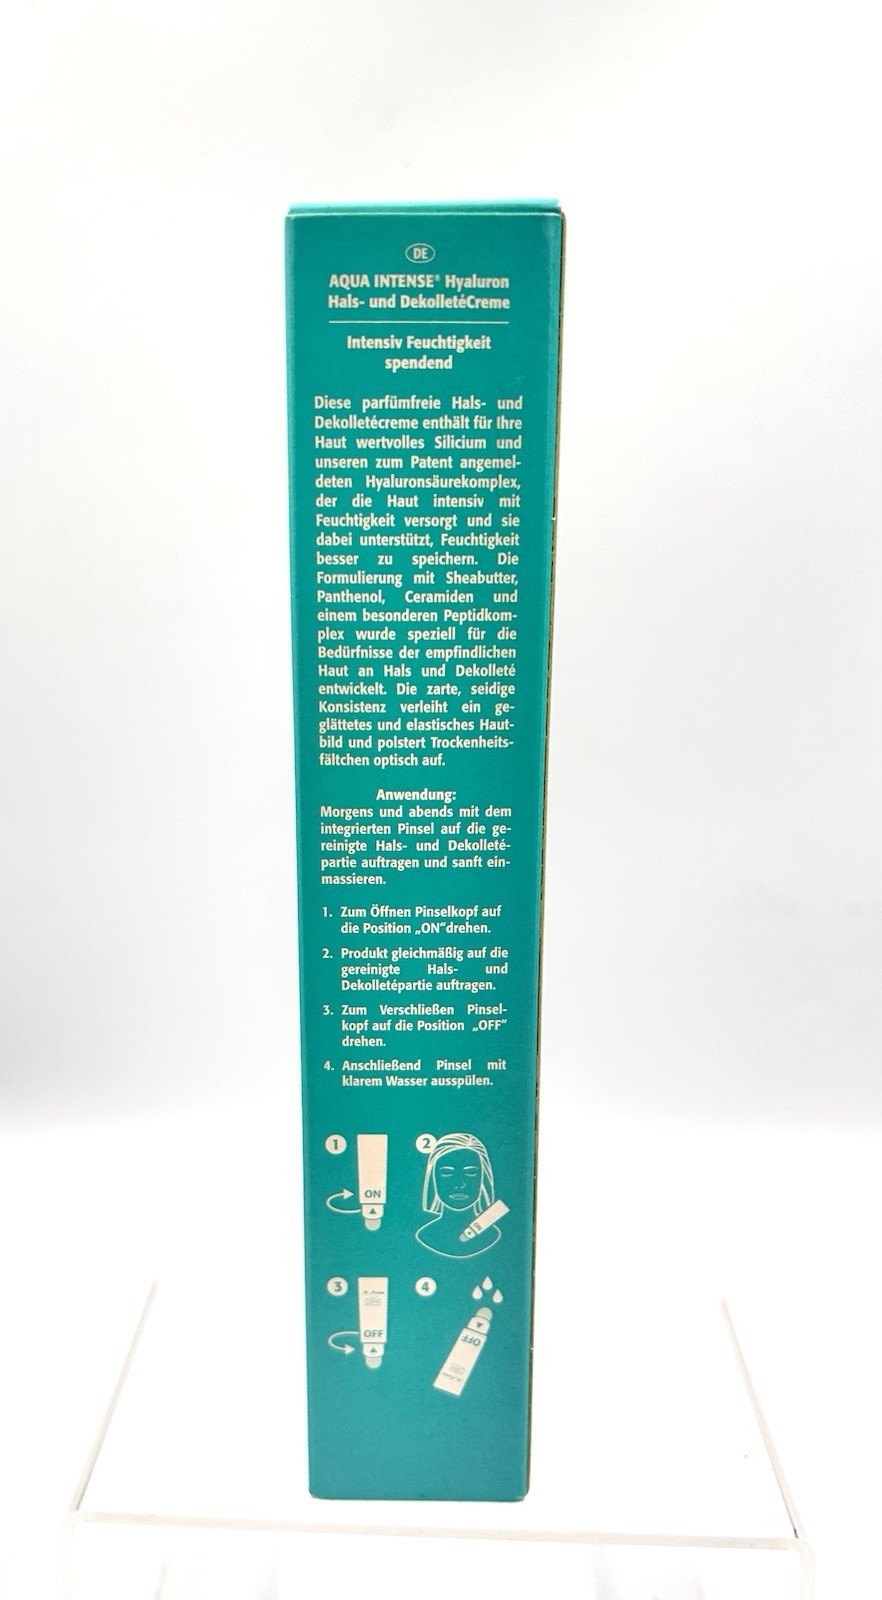 DE
AQUA INTENSE® Hyaluron
Hals- und DekolletéCreme
Intensiv Feuchtigkeit
spendend
Diese parfümfreie Hals- und
Dekolletécreme enthält für Ihre
Haut wertvolles Silicium und
unseren zum Patent angemel-
deten Hyaluronsäurekomplex,
der die Haut intensiv mit
Feuchtigkeit versorgt und sie
dabei unterstützt, Feuchtigkeit
besser zu speichern. Die
Formulierung mit Sheabutter,
Panthenol, Ceramiden und
einem besonderen Peptidkom-
plex wurde speziell für die
Bedürfnisse der empfindlichen
Haut an Hals und Dekolleté
entwickelt. Die zarte, seidige
Konsistenz verleiht ein ge-
glättetes und elastisches Haut-
bild und polstert Trockenheits-
fältchen optisch auf.
Anwendung:
Morgens und abends mit dem
integrierten Pinsel auf die ge-
reinigte Hals- und Dekolleté-
partie auftragen und sanft ein-
massieren.
1. Zum Öffnen Pinselkopf auf
die Position „ON“drehen.
2. Produkt gleichmäßig auf die
gereinigte Hals- und
Dekolletépartie auftragen.
3. Zum Verschließen Pinsel-
kopf auf die Position „OFF“
drehen.
4. Anschließend Pinsel mit
klarem Wasser ausspülen.
1
ON
2
3
OFF
4
OFF